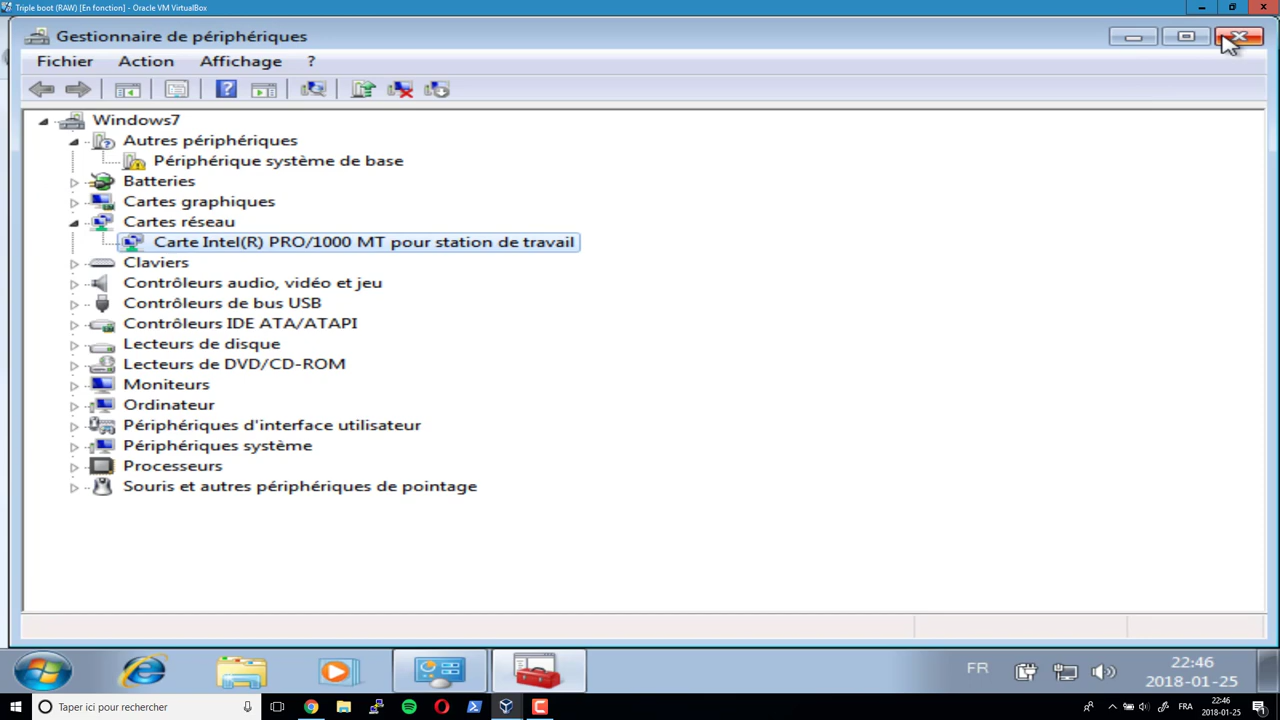 Triple boot (RAW) [En fonction] - Oracle VM VirtualBox
Gestionnaire de périphériques
Fichier Action Affichage ?
Windows7
Autres périphériques
Périphérique système de base
Batteries
Cartes graphiques
Cartes réseau
Carte Intel(R) PRO/1000 MT pour station de travail
Claviers
Contrôleurs audio, vidéo et jeu
Contrôleurs de bus USB
Contrôleurs IDE ATA/ATAPI
Lecteurs de disque
Lecteurs de DVD/CD-ROM
Moniteurs
Ordinateur
Périphériques d'interface utilisateur
Périphériques système
Processeurs
Souris et autres périphériques de pointage
FR 22:46
2018-01-25
Taper ici pour rechercher FRA 22:46
2018-01-25